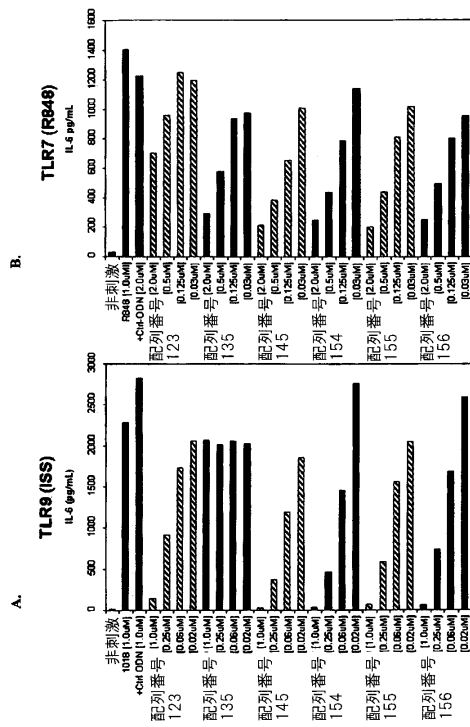 A.
TLR9 (ISS)
IL-6 (pg/mL)
0
500
1000
1500
2000
2500
3000
非刺激
1018 [1.0uM]
+Ctrl ODN [1.0uM]
配列番号
123
[1.0uM]
[0.25uM]
[0.06uM]
[0.02uM]
配列番号
135
[1.0uM]
[0.25uM]
[0.06uM]
[0.02uM]
配列番号
145
[1.0uM]
[0.25uM]
[0.06uM]
[0.02uM]
配列番号
154
[1.0uM]
[0.25uM]
[0.06uM]
[0.02uM]
配列番号
155
[1.0uM]
[0.25uM]
[0.06uM]
[0.02uM]
配列番号
156
[1.0uM]
[0.25uM]
[0.06uM]
[0.02uM]
B.
TLR7 (R848)
IL-6 pg/mL
0
200
400
600
800
1000
1200
1400
1600
非刺激
R848 [1.0uM]
+Ctrl-ODN [2.0uM]
配列番号
123
[2.0uM]
[0.5uM]
[0.125uM]
[0.03uM]
配列番号
135
[2.0uM]
[0.5uM]
[0.125uM]
[0.03uM]
配列番号
145
[2.0uM]
[0.5uM]
[0.125uM]
[0.03uM]
配列番号
154
[2.0uM]
[0.5uM]
[0.125uM]
[0.03uM]
配列番号
155
[2.0uM]
[0.5uM]
[0.125uM]
[0.03uM]
配列番号
156
[2.0uM]
[0.5uM]
[0.125uM]
[0.03uM]